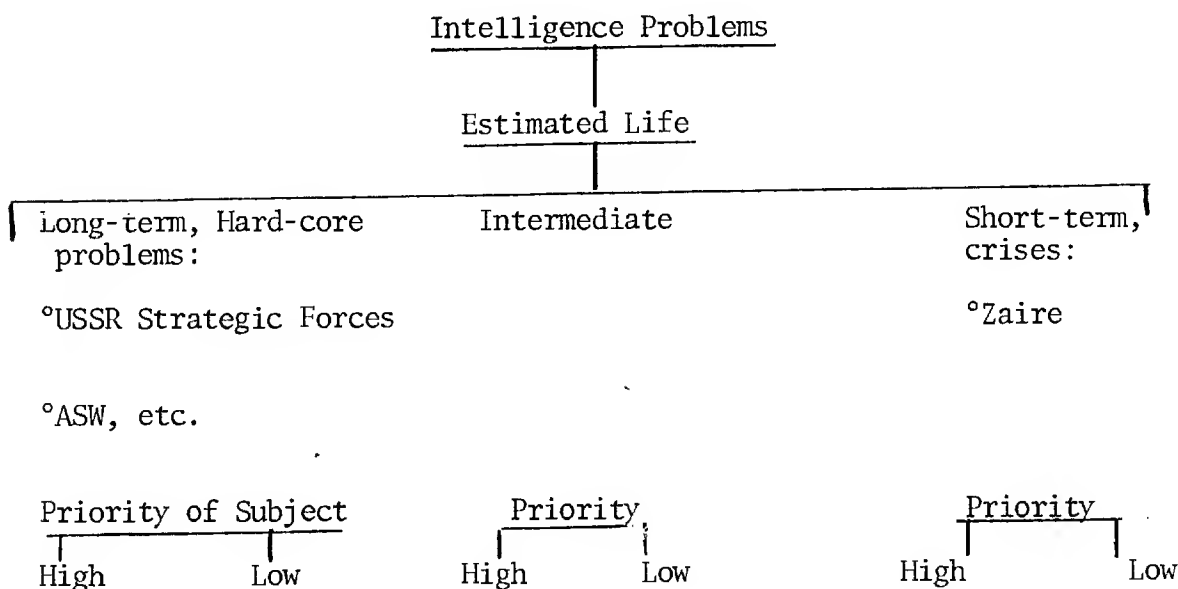 Intelligence Problems
Estimated Life
Long-term, Hard-core
problems:
Intermediate
Short-term,
crises:
°USSR Strategic Forces
°Zaire
°ASW, etc.
Priority of Subject
Priority
Priority
High Low
High Low
High Low